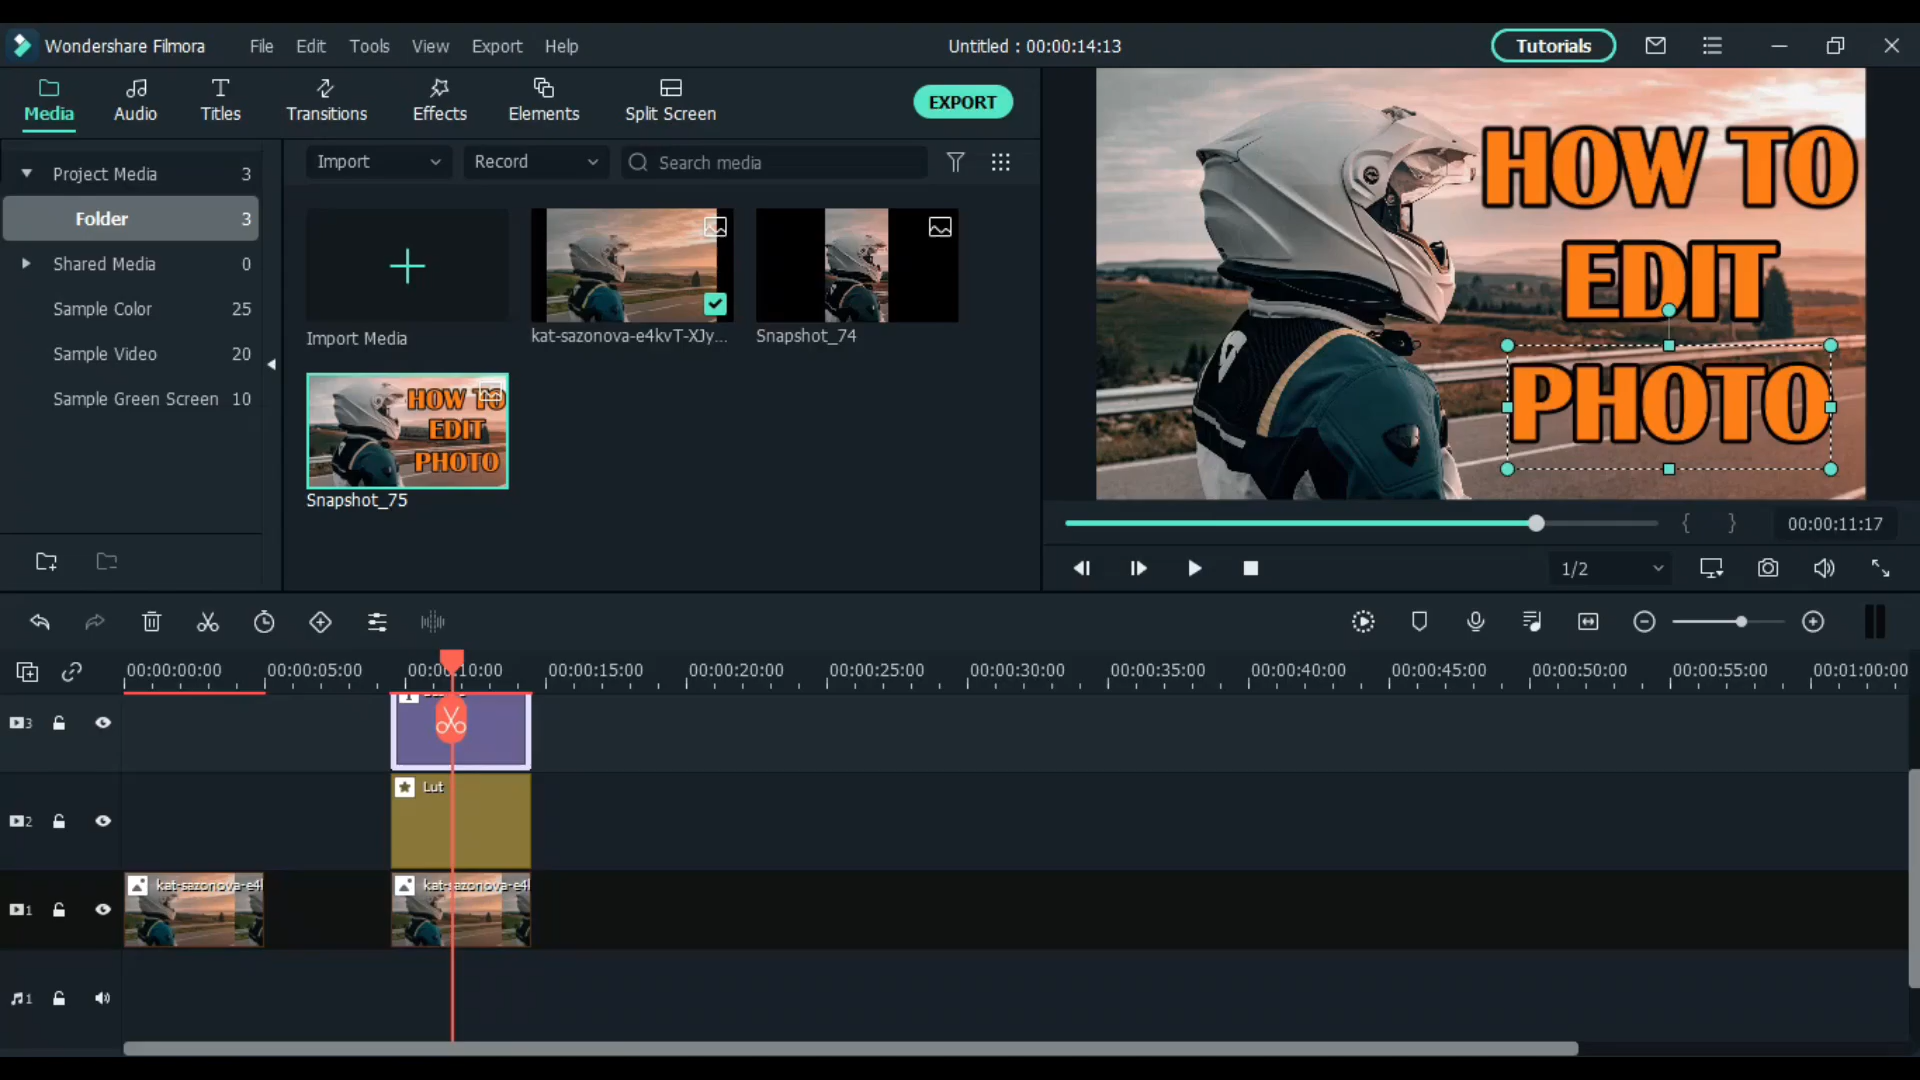 Wondershare Filmora File Edit Tools View Export Help Untitled : 00:00:14:13 Tutorials
Media Audio Titles Transitions Effects Elements Split Screen EXPORT
Project Media 3
Folder 3
Shared Media 0
Sample Color 25
Sample Video 20
Sample Green Screen 10
Import Record Search media
Import Media
kat-sazonova-e4kvT-XJy...
Snapshot_74
HOW TO
EDIT
PHOTO
Snapshot_75
HOW TO
EDIT
PHOTO
{ } 00:00:11:17
1/2
00:00:00:00 00:00:05:00 00:00:10:00 00:00:15:00 00:00:20:00 00:00:25:00 00:00:30:00 00:00:35:00 00:00:40:00 00:00:45:00 00:00:50:00 00:00:55:00 00:01:00:00
3
2 Lut
1 kat-sazonova-e4 kat-sazonova-e4
1